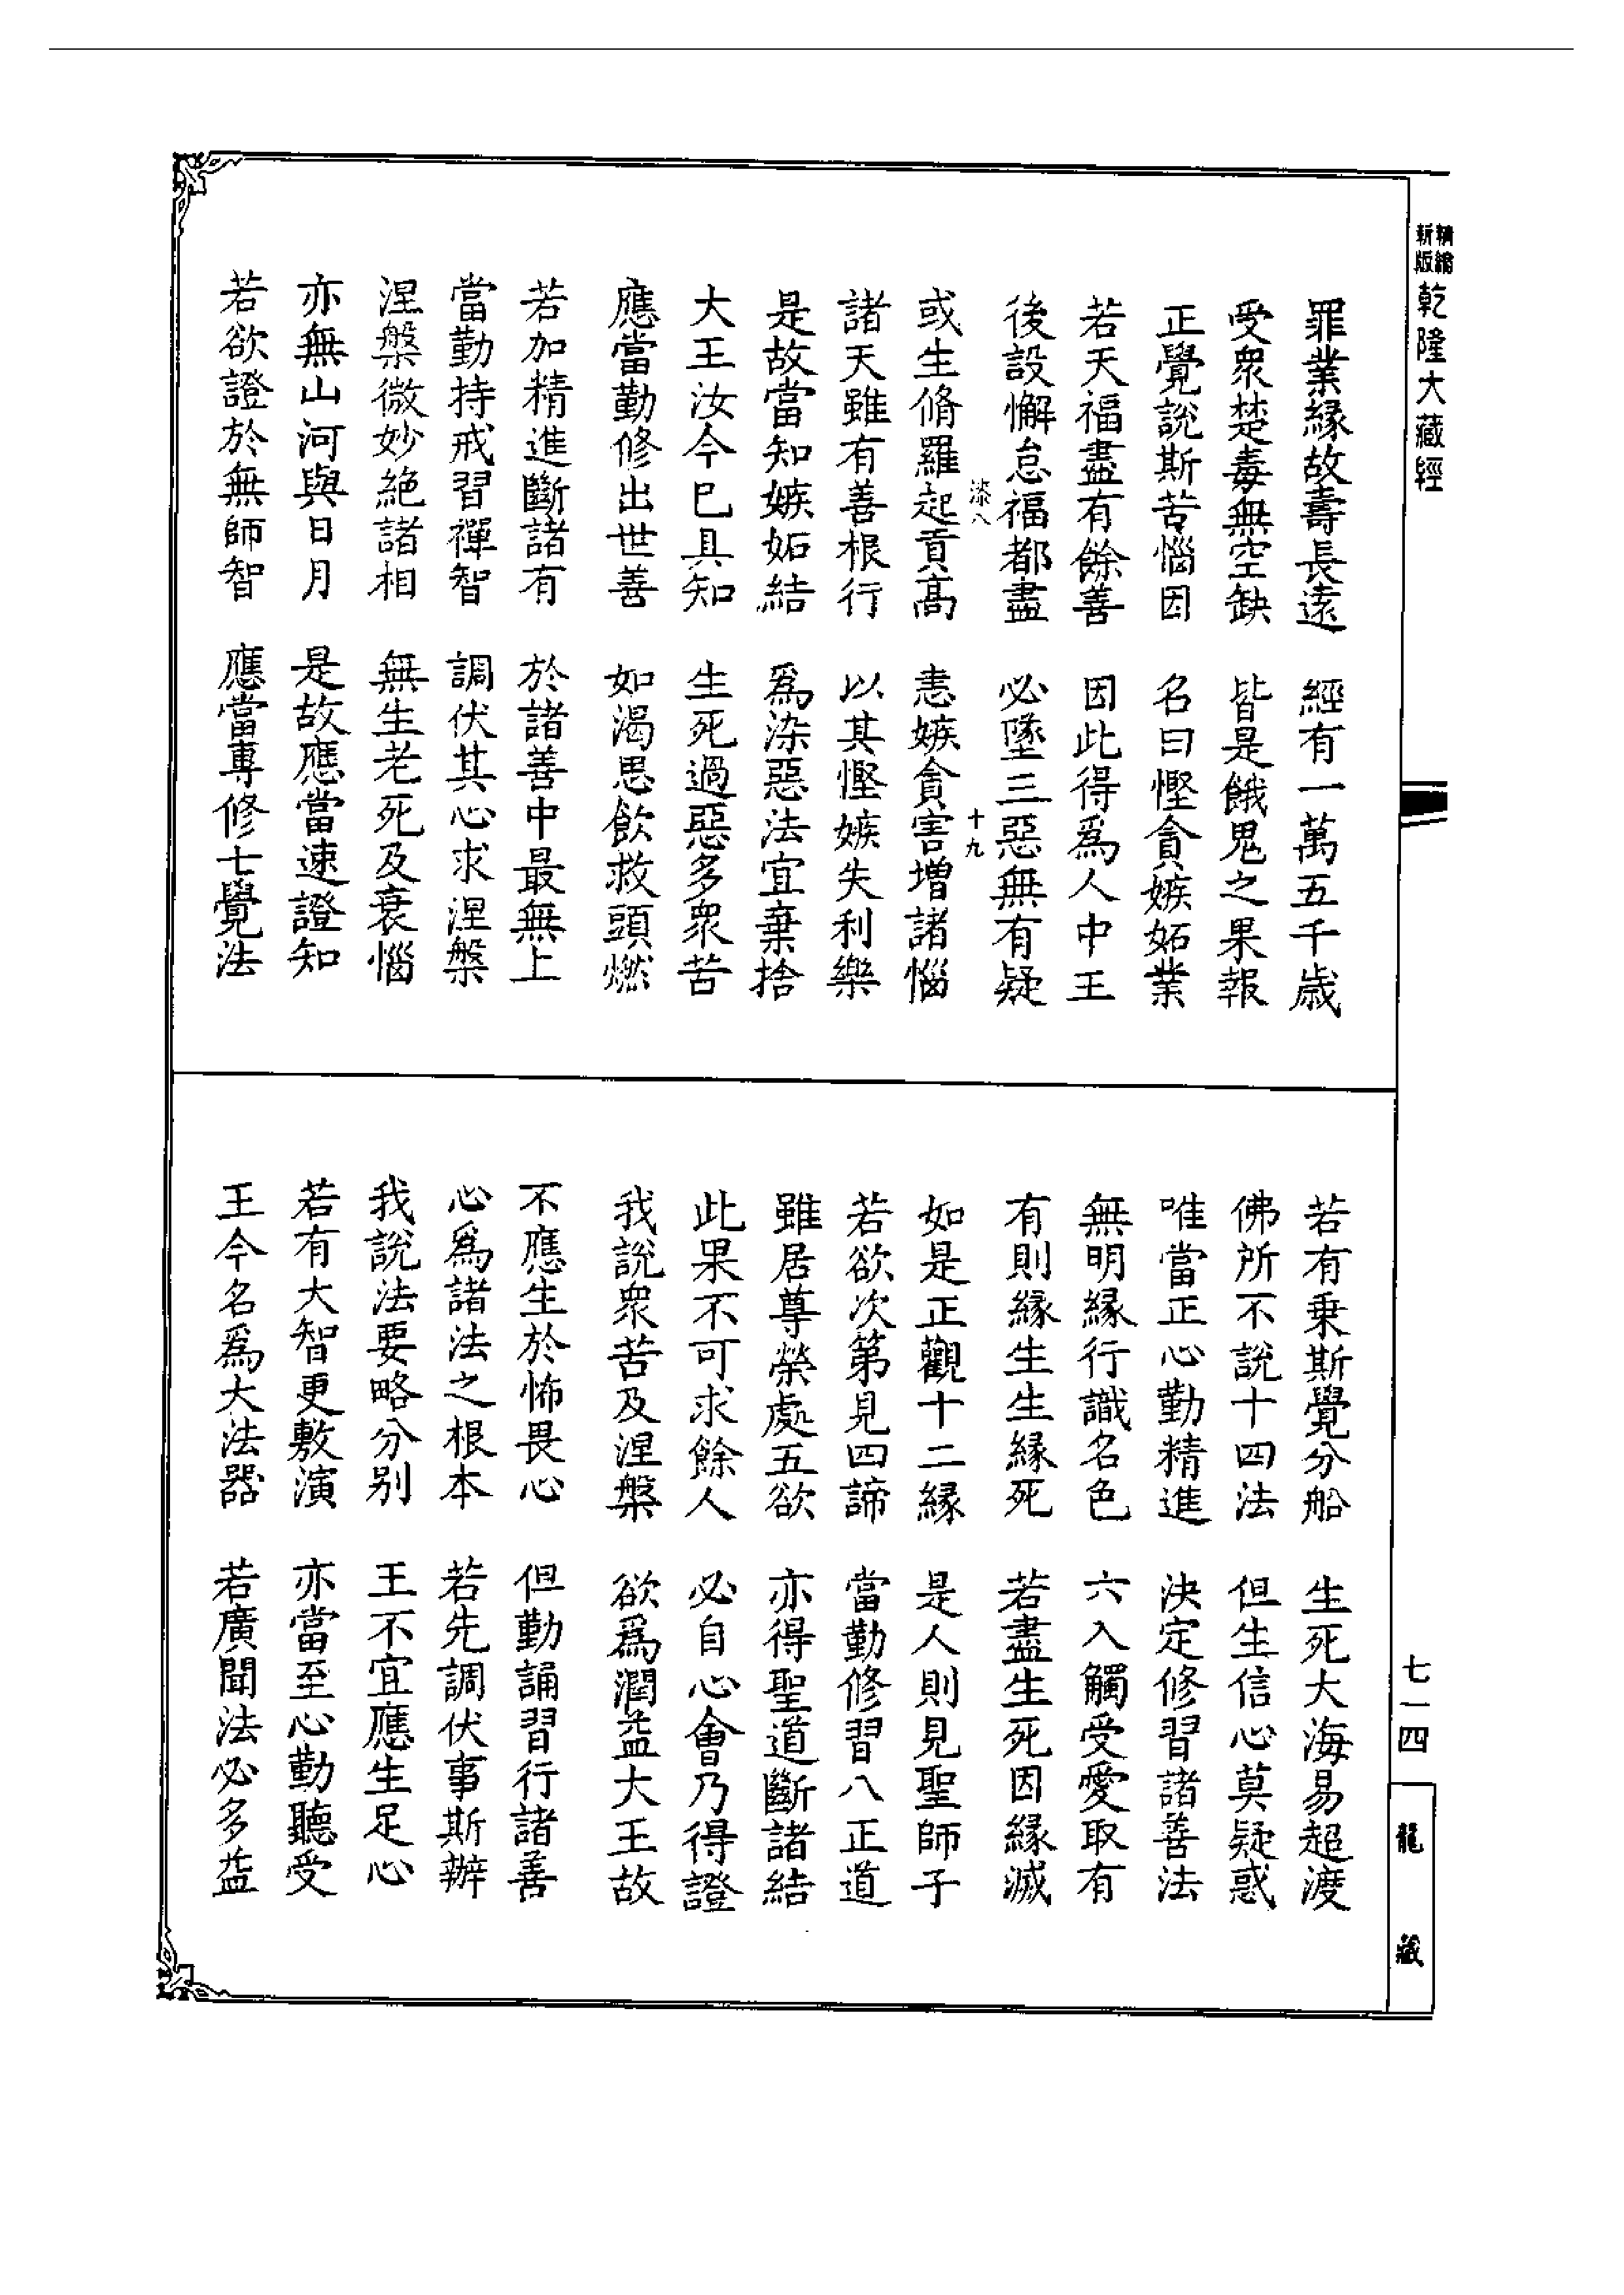 精繪
新版
乾隆大藏經
罪業緣故壽長遠　經有一萬五千歲
受眾楚毒無空缺　皆是餓鬼之果報
正覺說斯苦惱因　名曰慳貪嫉妬業
若天福盡有餘善　因此得爲人中王
後設懈怠福都盡　必墜三惡無有疑
漆八　十九
或生脩羅起貢高　恚嫉貪害增諸惱
諸天雖有善根行　以其慳嫉失利樂
是故當知嫉妬結　爲染惡法宜棄捨
大王汝今已具知　生死過惡多眾苦
應當勤修出世善　如渴思飲救頭燃
若加精進斷諸有　於諸善中最無上
當勤持戒習禪智　調伏其心求涅槃
涅槃微妙絕諸相　無生老死及衰惱
亦無山河與日月　是故應當速證知
若欲證於無師智　應當專修七覺法
若有乗斯覺分船　生死大海易超渡
佛所不說十四法　但生信心莫疑惑
唯當正心勤精進　決定修習諸善法
無明緣行識名色　六入觸受愛取有
有則緣生生緣死　若盡生死因緣滅
如是正觀十二緣　是人則見聖師子
若欲次第見四諦　當勤修習八正道
雖居尊榮處五欲　亦得聖道斷諸結
此果不可求餘人　必自心會乃得證
我說眾苦及涅槃　欲爲潤益大王故
不應生於怖畏心　但勤誦習行諸善
心爲諸法之根本　若先調伏事斯辦
我說法要略分別　王不宜應生足心
若有大智更敷演　亦當至心勤聽受
王今名爲大法器　若廣聞法必多益
七一四
龍藏